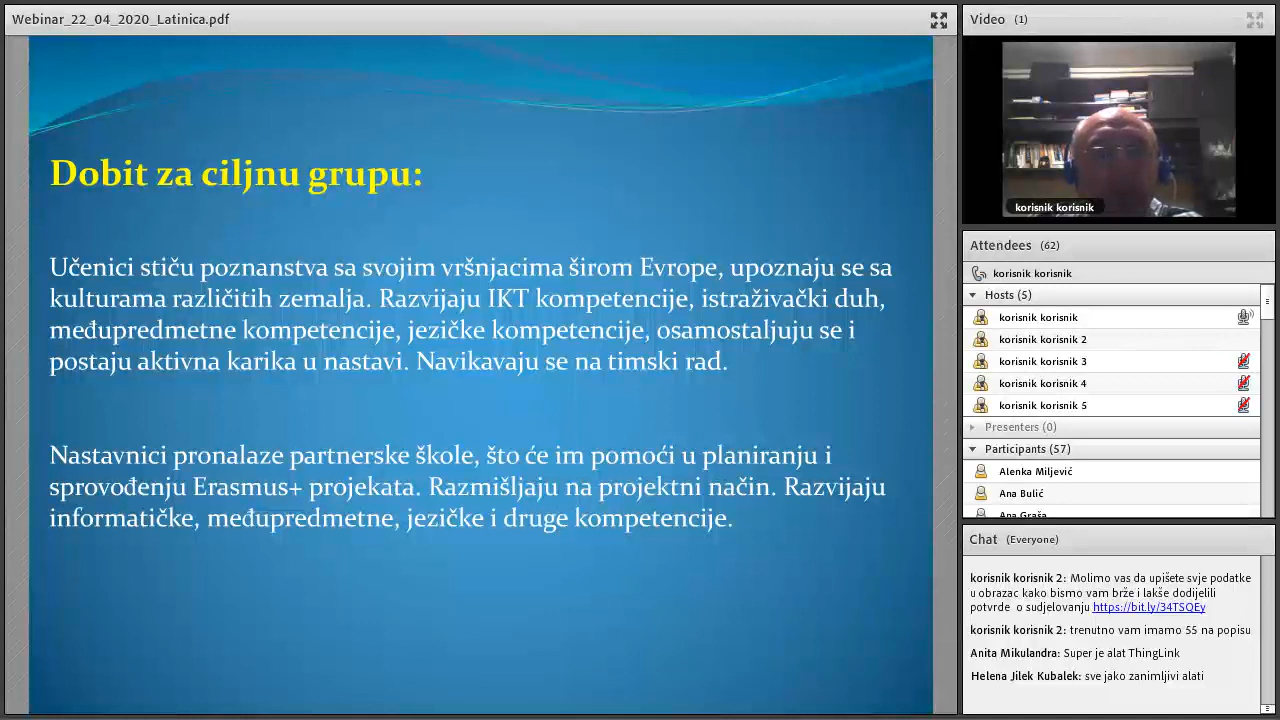 Webinar_22_04_2020_Latinica.pdf
Dobit za ciljnu grupu:
Učenici stiču poznanstva sa svojim vršnjacima širom Evrope, upoznaju se sa
kulturama različitih zemalja. Razvijaju IKT kompetencije, istraživački duh,
međupredmetne kompetencije, jezičke kompetencije, osamostaljuju se i
postaju aktivna karika u nastavi. Navikavaju se na timski rad.
Nastavnici pronalaze partnerske škole, što će im pomoći u planiranju i
sprovođenju Erasmus+ projekata. Razmišljaju na projektni način. Razvijaju
informatičke, međupredmetne, jezičke i druge kompetencije.
Video (1)
korisnik korisnik
Attendees (62)
korisnik korisnik
Hosts (5)
korisnik korisnik
korisnik korisnik 2
korisnik korisnik 3
korisnik korisnik 4
korisnik korisnik 5
Presenters (0)
Participants (57)
Alenka Miljević
Ana Bulić
Ana Graša
Chat (Everyone)
korisnik korisnik 2: Molimo vas da upišete svje podatke
u obrazac kako bismo vam brže i lakše dodijelili
potvrde o sudjelovanju https://bit.ly/34TSQEy
korisnik korisnik 2: trenutno vam imamo 55 na popisu
Anita Mikulandra: Super je alat ThingLink
Helena Jilek Kubalek: sve jako zanimljivi alati